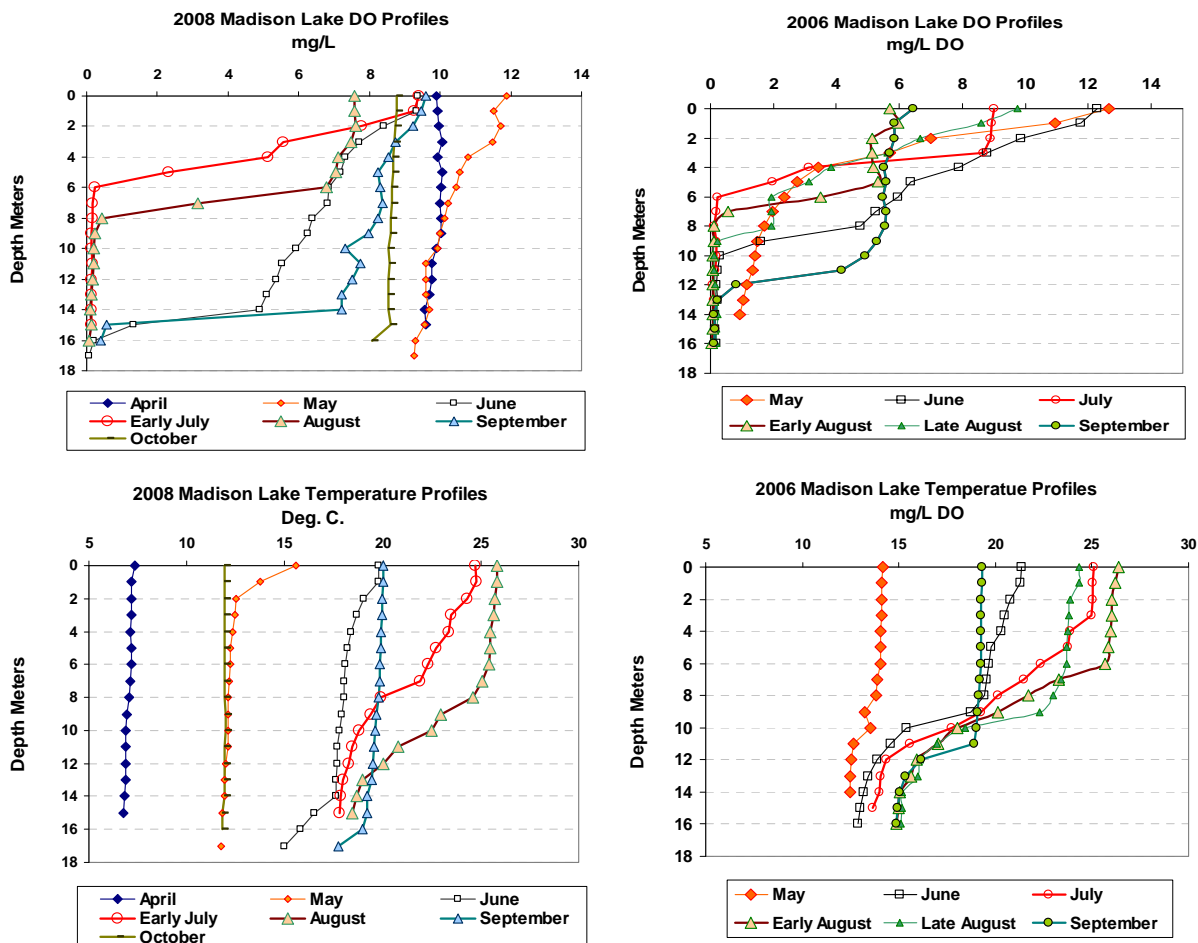 2008 Madison Lake DO Profiles
mg/L
0 2 4 6 8 10 12 14
0
2
4
6
8
10
12
14
16
18
Depth Meters
April May June
Early July August September
October
2006 Madison Lake DO Profiles
mg/L DO
0 2 4 6 8 10 12 14
0
2
4
6
8
10
12
14
16
18
Depth Meters
May June July
Early August Late August September
2008 Madison Lake Temperature Profiles
Deg. C.
5 10 15 20 25 30
0
2
4
6
8
10
12
14
16
18
Depth Meters
April May June
Early July August September
October
2006 Madison Lake Temperatue Profiles
mg/L DO
5 10 15 20 25 30
0
2
4
6
8
10
12
14
16
18
Depth Meters
May June July
Early August Late August September